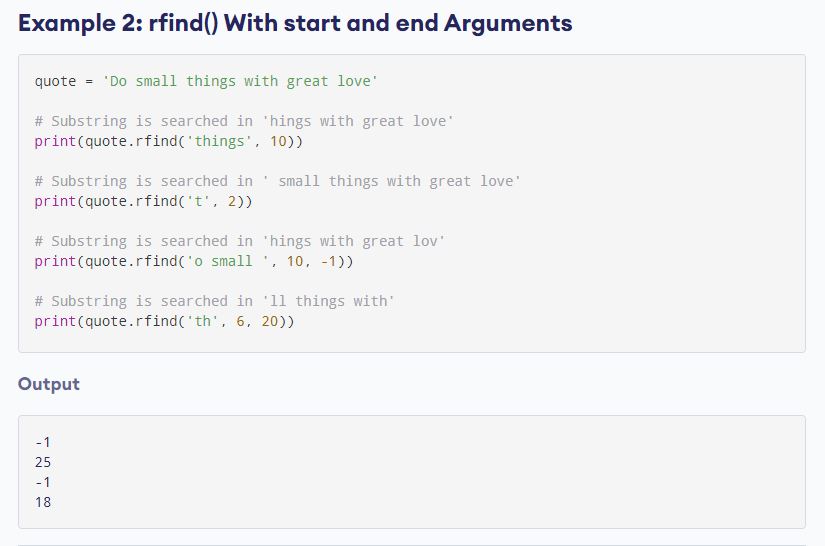 Example 2: rfind() With start and end Arguments
quote = 'Do small things with great love'
# Substring is searched in 'hings with great love'
print(quote.rfind('things', 10))
# Substring is searched in ' small things with great love'
print(quote.rfind('t', 2))
# Substring is searched in 'hings with great lov'
print(quote.rfind('o small ', 10, -1))
# Substring is searched in 'll things with'
print(quote.rfind('th', 6, 20))
Output
-1
25
-1
18